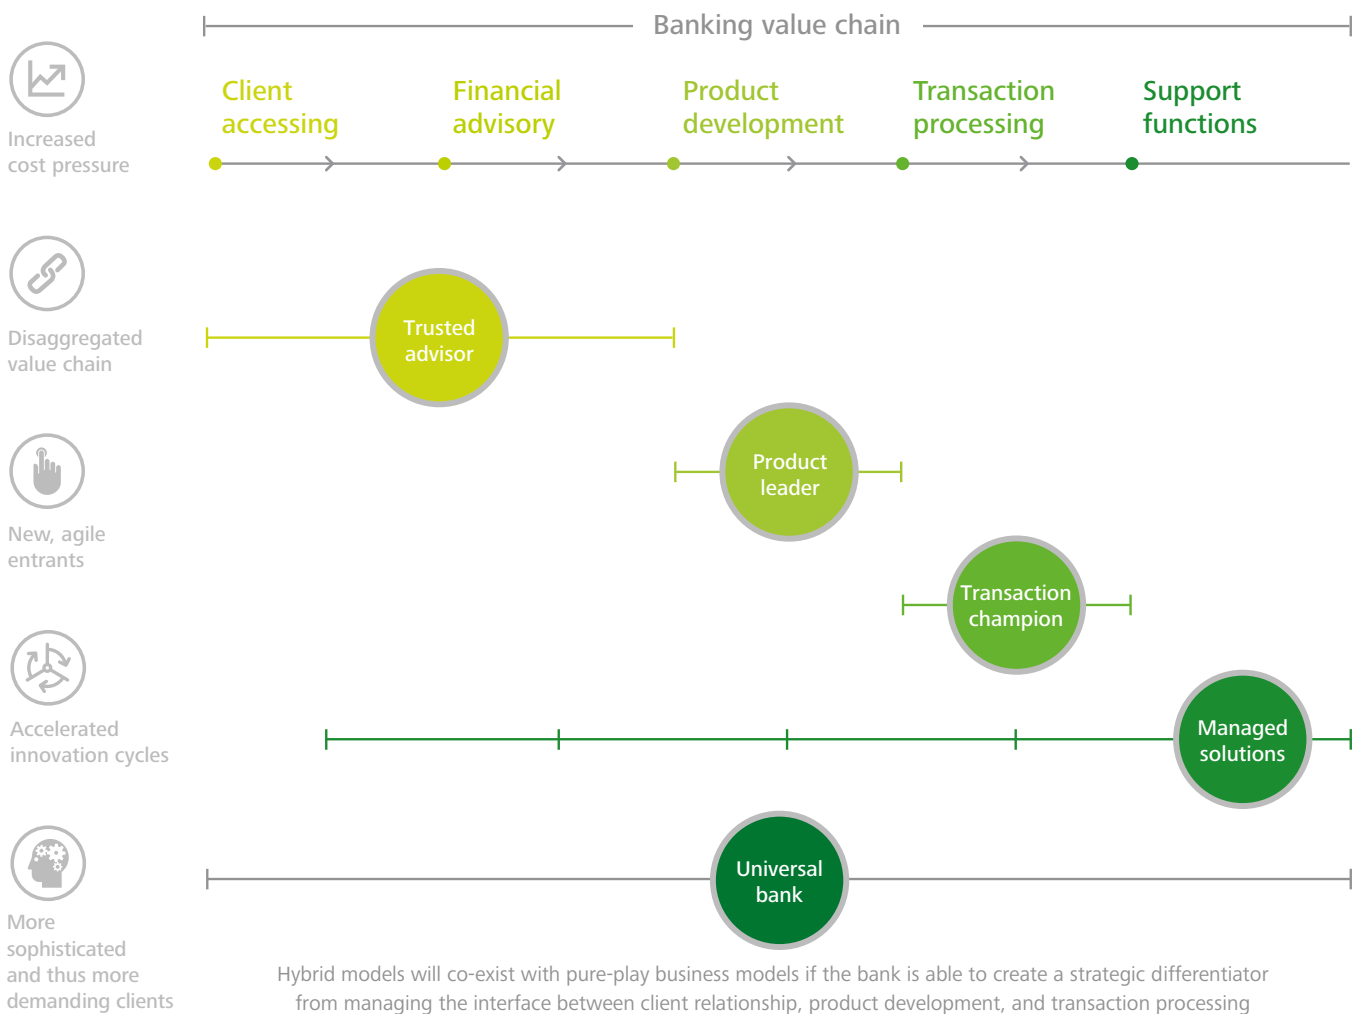 Banking value chain
Client
accessing
Financial
advisory
Product
development
Transaction
processing
Support
functions
Increased
cost pressure
Disaggregated
value chain
New, agile
entrants
Accelerated
innovation cycles
More
sophisticated
and thus more
demanding clients
Trusted
advisor
Product
leader
Transaction
champion
Managed
solutions
Universal
bank
Hybrid models will co-exist with pure-play business models if the bank is able to create a strategic differentiator
from managing the interface between client relationship, product development, and transaction processing